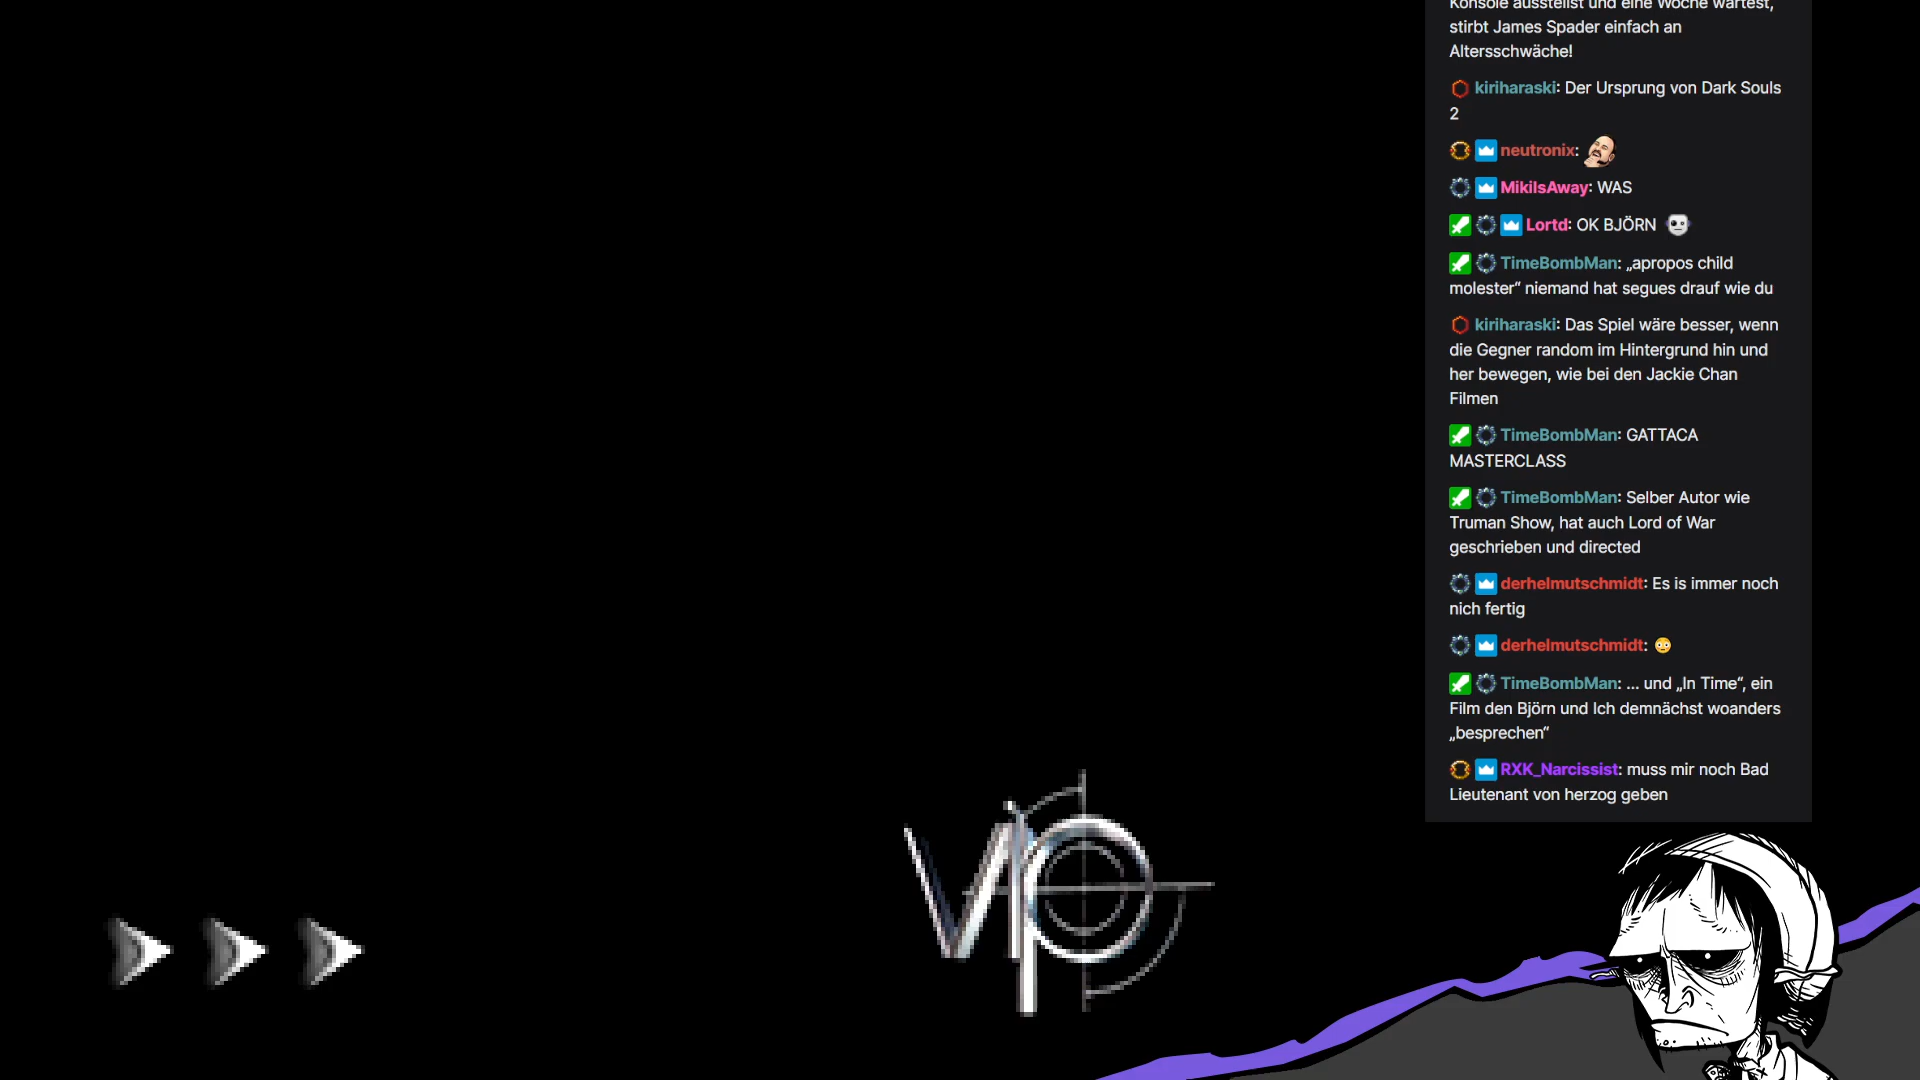 Konsole ausstellst und eine Woche wartest,
stirbt James Spader einfach an
Altersschwäche!
kiriharaski: Der Ursprung von Dark Souls
2
neutronix:
MikilsAway: WAS
Lortd: OK BJÖRN
TimeBombMan: „apropos child
molester“ niemand hat segues drauf wie du
kiriharaski: Das Spiel wäre besser, wenn
die Gegner random im Hintergrund hin und
her bewegen, wie bei den Jackie Chan
Filmen
TimeBombMan: GATTACA
MASTERCLASS
TimeBombMan: Selber Autor wie
Truman Show, hat auch Lord of War
geschrieben und directed
derhelmutschmidt: Es is immer noch
nich fertig
derhelmutschmidt: 😳
TimeBombMan: ... und „In Time“, ein
Film den Björn und Ich demnächst woanders
„besprechen“
RXK_Narcissist: muss mir noch Bad
Lieutenant von herzog geben
vip